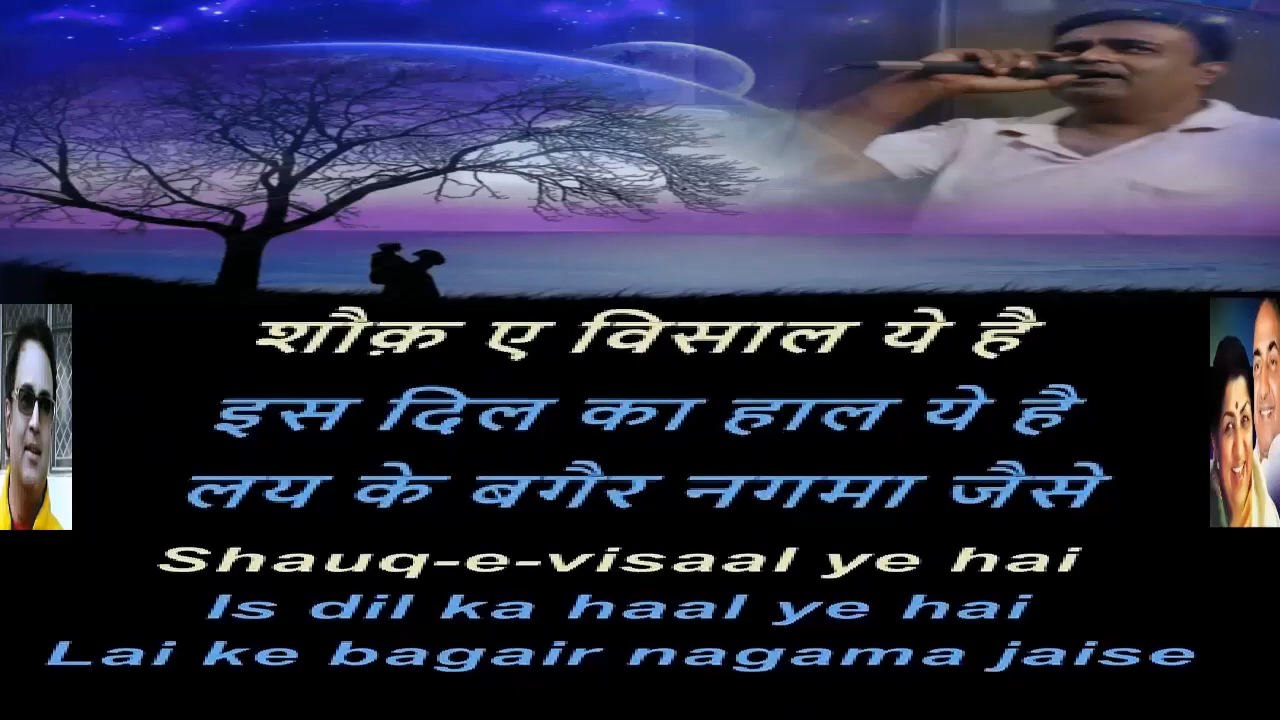 शौक़ ए विसाल ये है
इस दिल का हाल ये है
लय के बगैर नगमा जैसे
Shauq-e-visaal ye hai
Is dil ka haal ye hai
Lai ke bagair nagama jaise